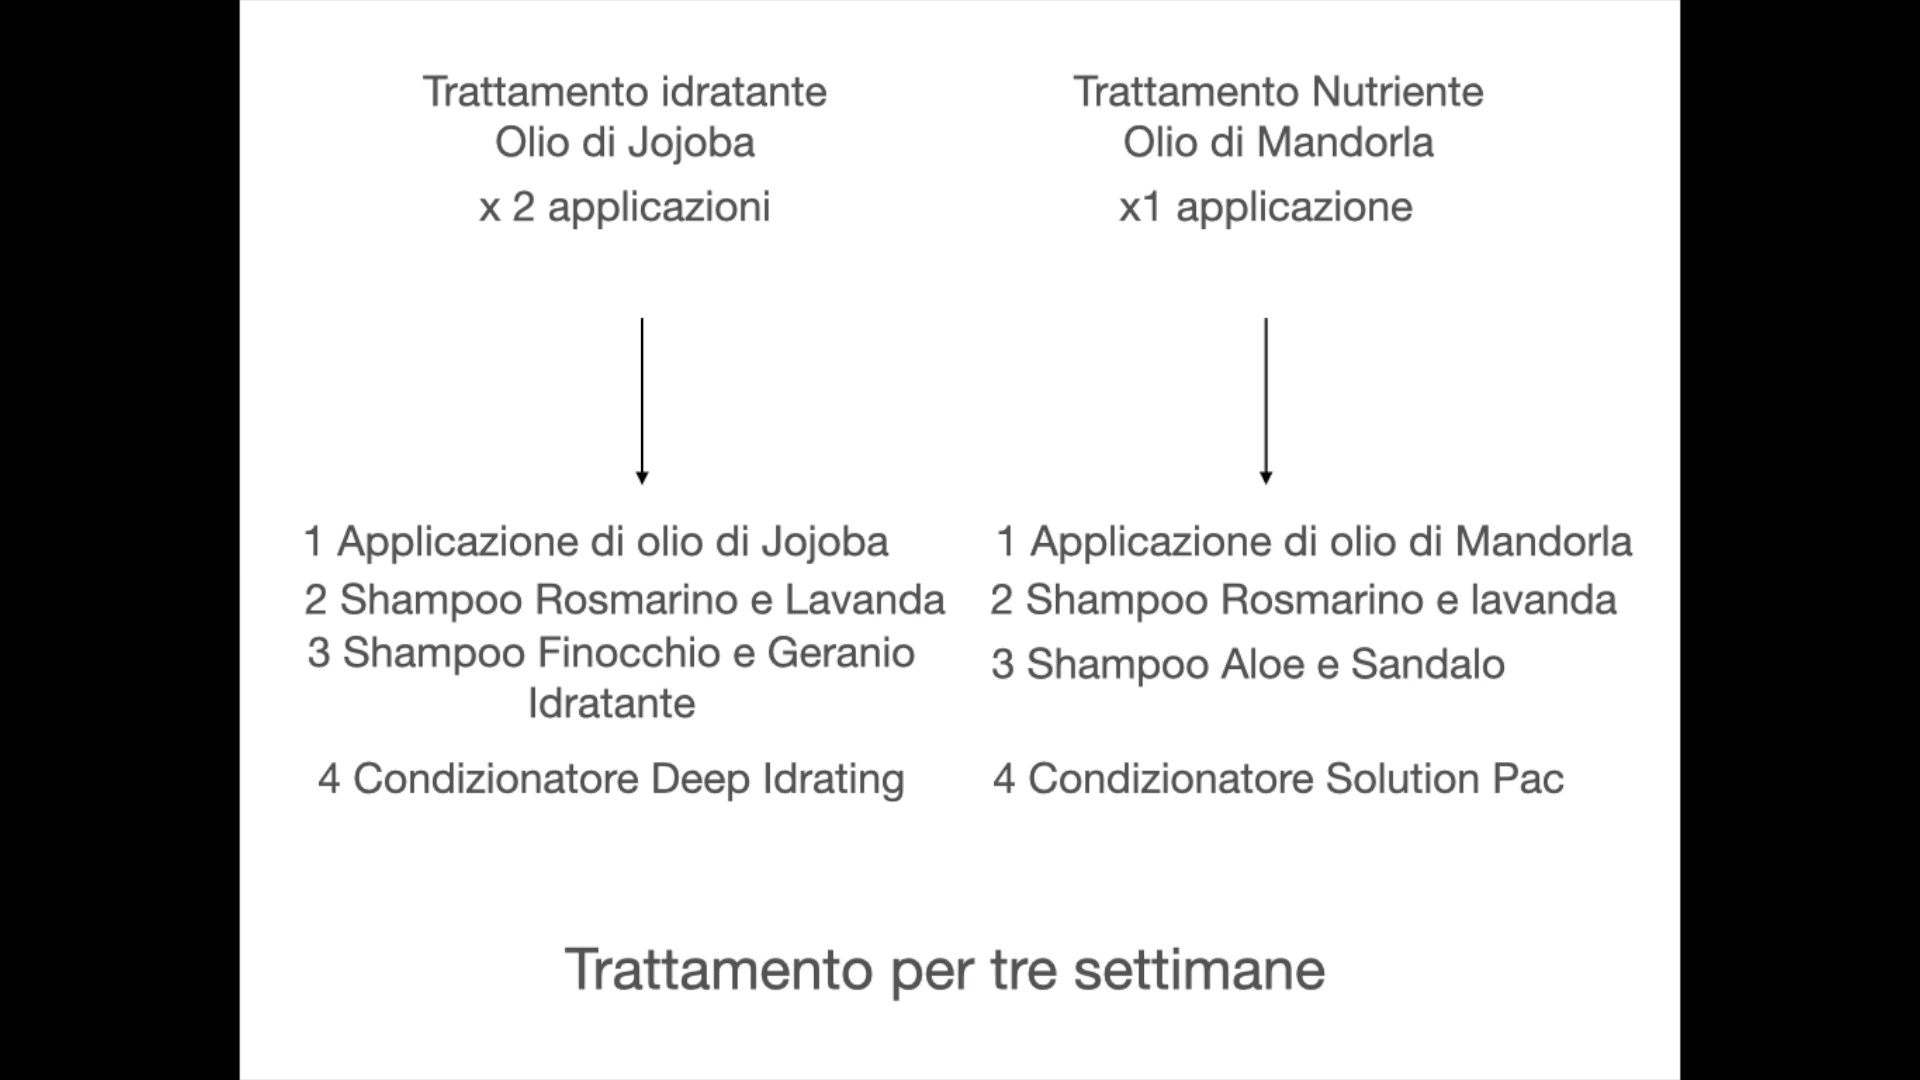 Trattamento idratante
Olio di Jojoba
x 2 applicazioni
1 Applicazione di olio di Jojoba
2 Shampoo Rosmarino e Lavanda
3 Shampoo Finocchio e Geranio
Idratante
4 Condizionatore Deep Idrating
Trattamento Nutriente
Olio di Mandorla
x1 applicazione
1 Applicazione di olio di Mandorla
2 Shampoo Rosmarino e lavanda
3 Shampoo Aloe e Sandalo
4 Condizionatore Solution Pac
Trattamento per tre settimane